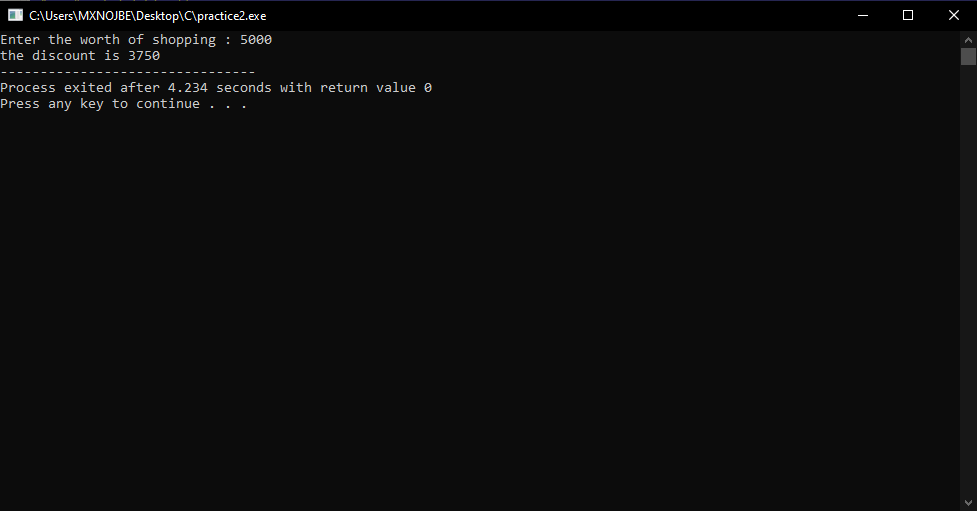 C:\Users\MXNOJBE\Desktop\C\practice2.exe
Enter the worth of shopping : 5000
the discount is 3750
--------------------------------
Process exited after 4.234 seconds with return value 0
Press any key to continue . . .